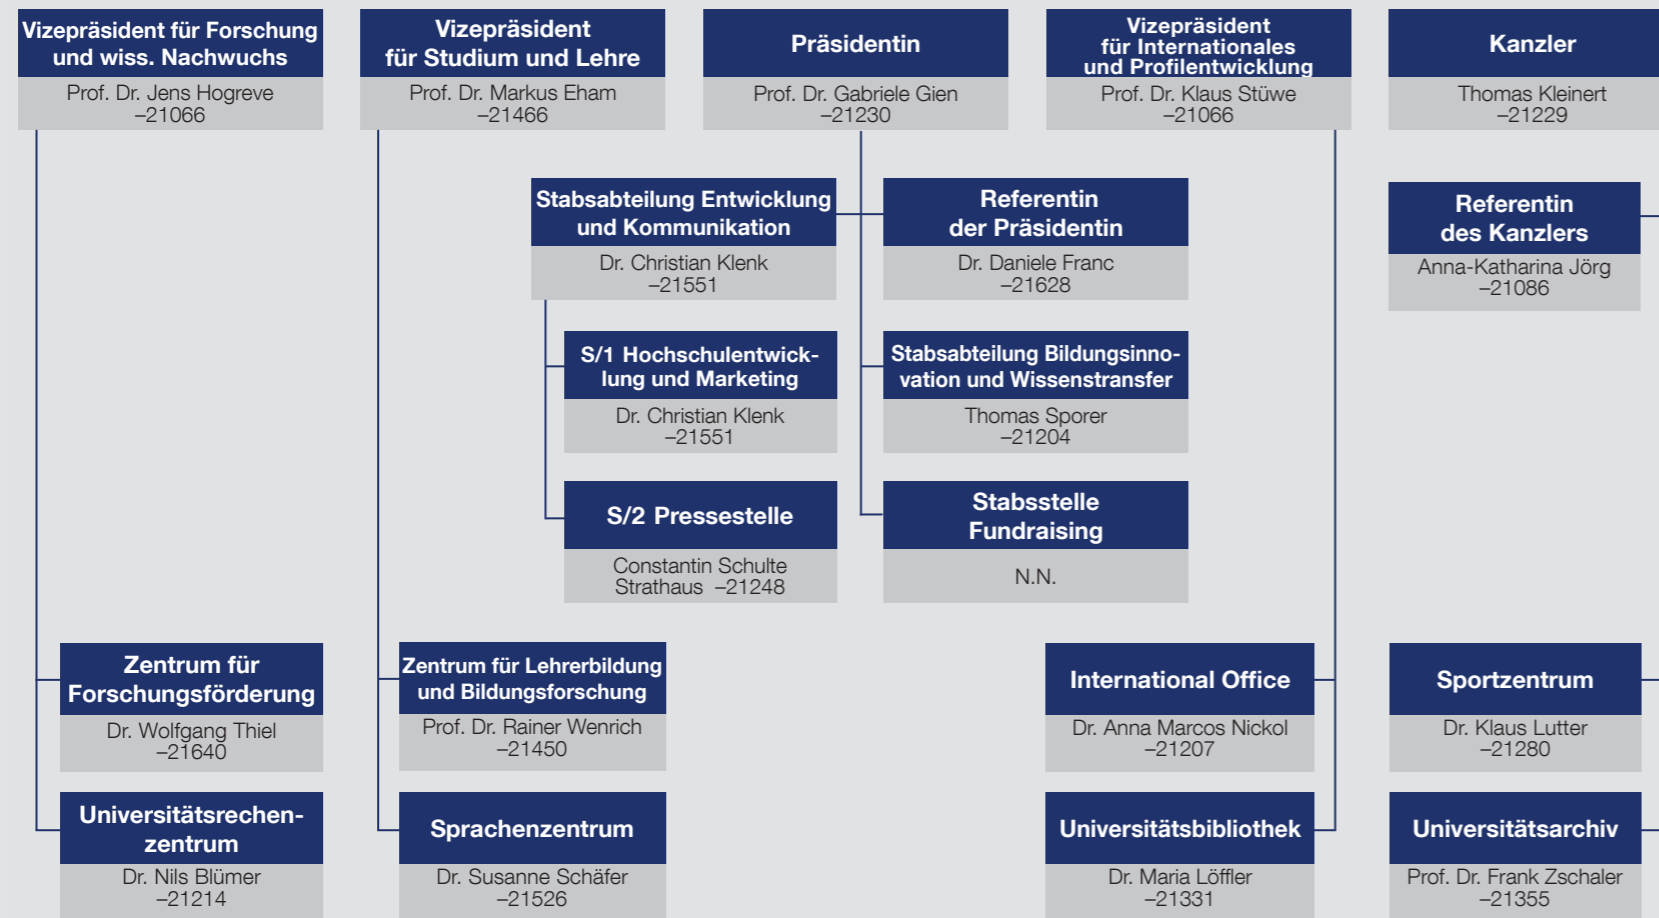 Vizepräsident für Forschung
und wiss. Nachwuchs
Prof. Dr. Jens Hogreve
–21066
Vizepräsident
für Studium und Lehre
Prof. Dr. Markus Eham
–21466
Präsidentin
Prof. Dr. Gabriele Gien
–21230
Vizepräsident
für Internationales
und Profilentwicklung
Prof. Dr. Klaus Stüwe
–21066
Kanzler
Thomas Kleinert
–21229
Stabsabteilung Entwicklung
und Kommunikation
Dr. Christian Klenk
–21551
Referentin
der Präsidentin
Dr. Daniele Franc
–21628
Referentin
des Kanzlers
Anna-Katharina Jörg
–21086
S/1 Hochschulentwick-
lung und Marketing
Dr. Christian Klenk
–21551
Stabsabteilung Bildungsinno-
vation und Wissenstransfer
Thomas Sporer
–21204
S/2 Pressestelle
Constantin Schulte
Strathaus –21248
Stabsstelle
Fundraising
N.N.
Zentrum für
Forschungsförderung
Dr. Wolfgang Thiel
–21640
Zentrum für Lehrerbildung
und Bildungsforschung
Prof. Dr. Rainer Wenrich
–21450
International Office
Dr. Anna Marcos Nickol
–21207
Sportzentrum
Dr. Klaus Lutter
–21280
Universitätsrechen-
zentrum
Dr. Nils Blümer
–21214
Sprachenzentrum
Dr. Susanne Schäfer
–21526
Universitätsbibliothek
Dr. Maria Löffler
–21331
Universitätsarchiv
Prof. Dr. Frank Zschaler
–21355